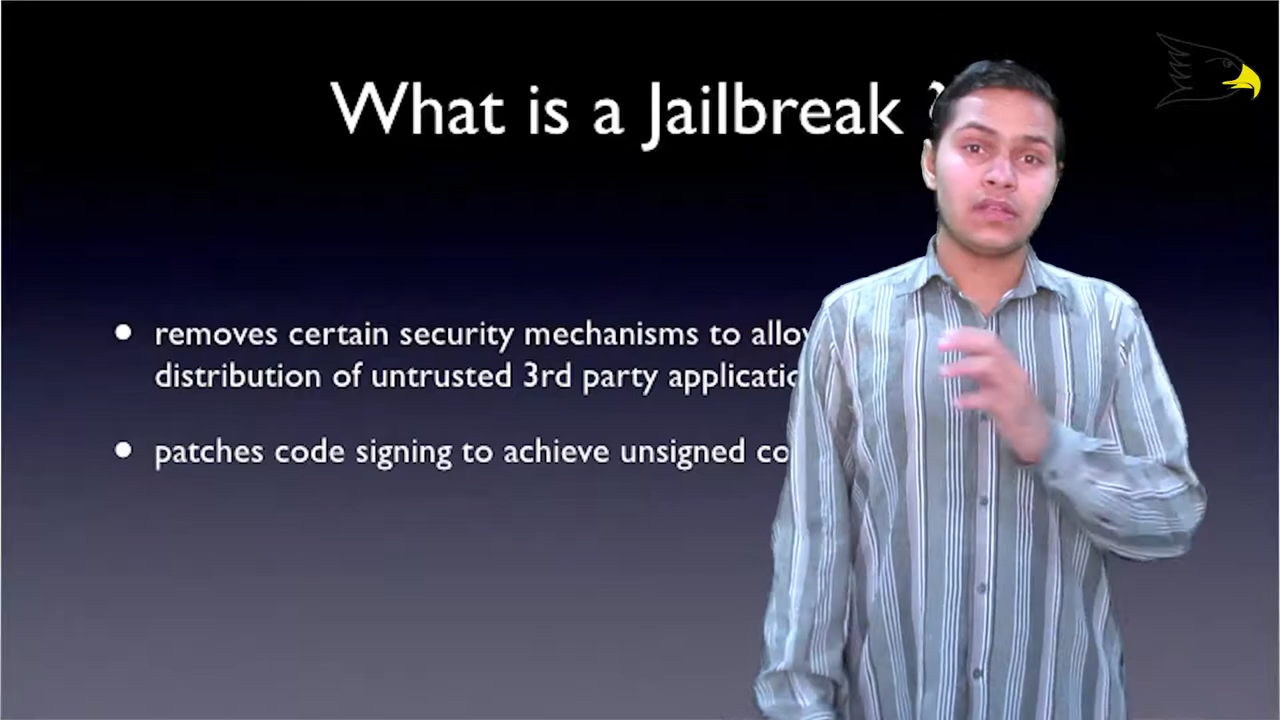 What is a Jailbreak ?
removes certain security mechanisms to allow
distribution of untrusted 3rd party
patches code signing to achieve unsigned